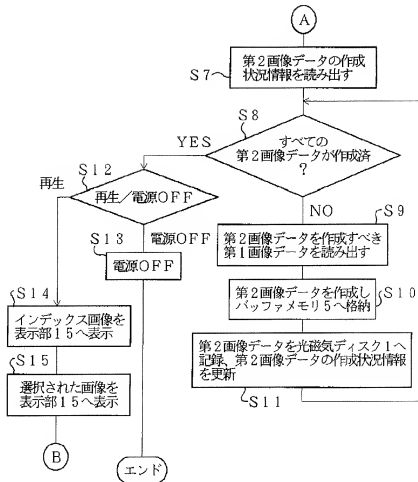 A
S7
第2画像データの作成
状況情報を読み出す
S8
すべての
第2画像データが作成済
?
YES
NO
S12
再生/電源OFF
再生
電源OFF
S13
電源OFF
S9
第2画像データを作成すべき
第1画像データを読み出す
S10
第2画像データを作成し
バッファメモリ5へ格納
S11
第2画像データを光磁気ディスク1へ
記録、第2画像データの作成状況情報
を更新
S14
インデックス画像を
表示部15へ表示
S15
選択された画像を
表示部15へ表示
B
エンド